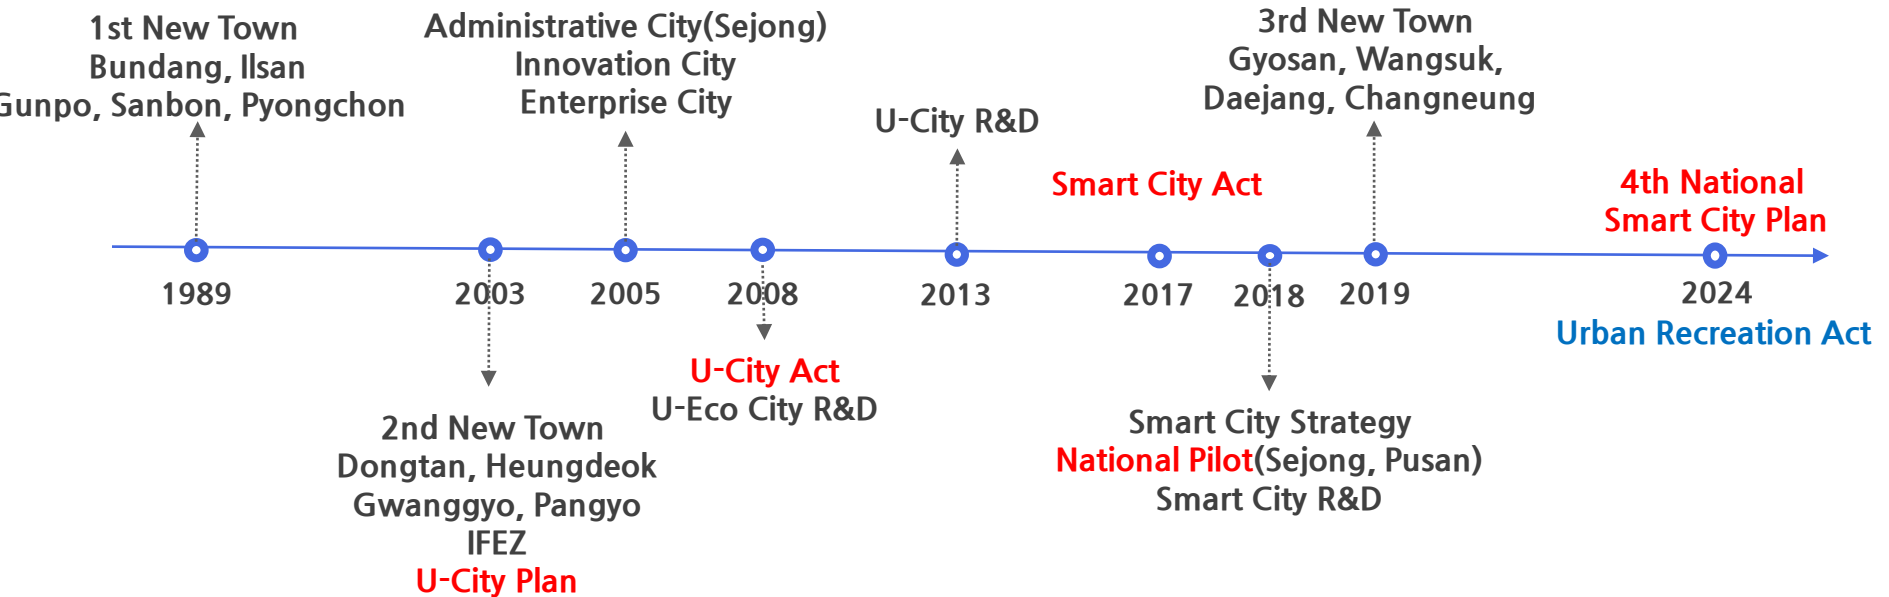 1st New Town
Bundang, Ilsan
Gunpo, Sanbon, Pyongchon
Administrative City(Sejong)
Innovation City
Enterprise City
U-City R&D
Smart City Act
3rd New Town
Gyosan, Wangsuk,
Daejang, Changneung
4th National
Smart City Plan
1989
2003
2005
2008
2013
2017
2018
2019
2024
Urban Recreation Act
2nd New Town
Dongtan, Heungdeok
Gwanggyo, Pangyo
IFEZ
U-City Plan
U-City Act
U-Eco City R&D
Smart City Strategy
National Pilot(Sejong, Pusan)
Smart City R&D